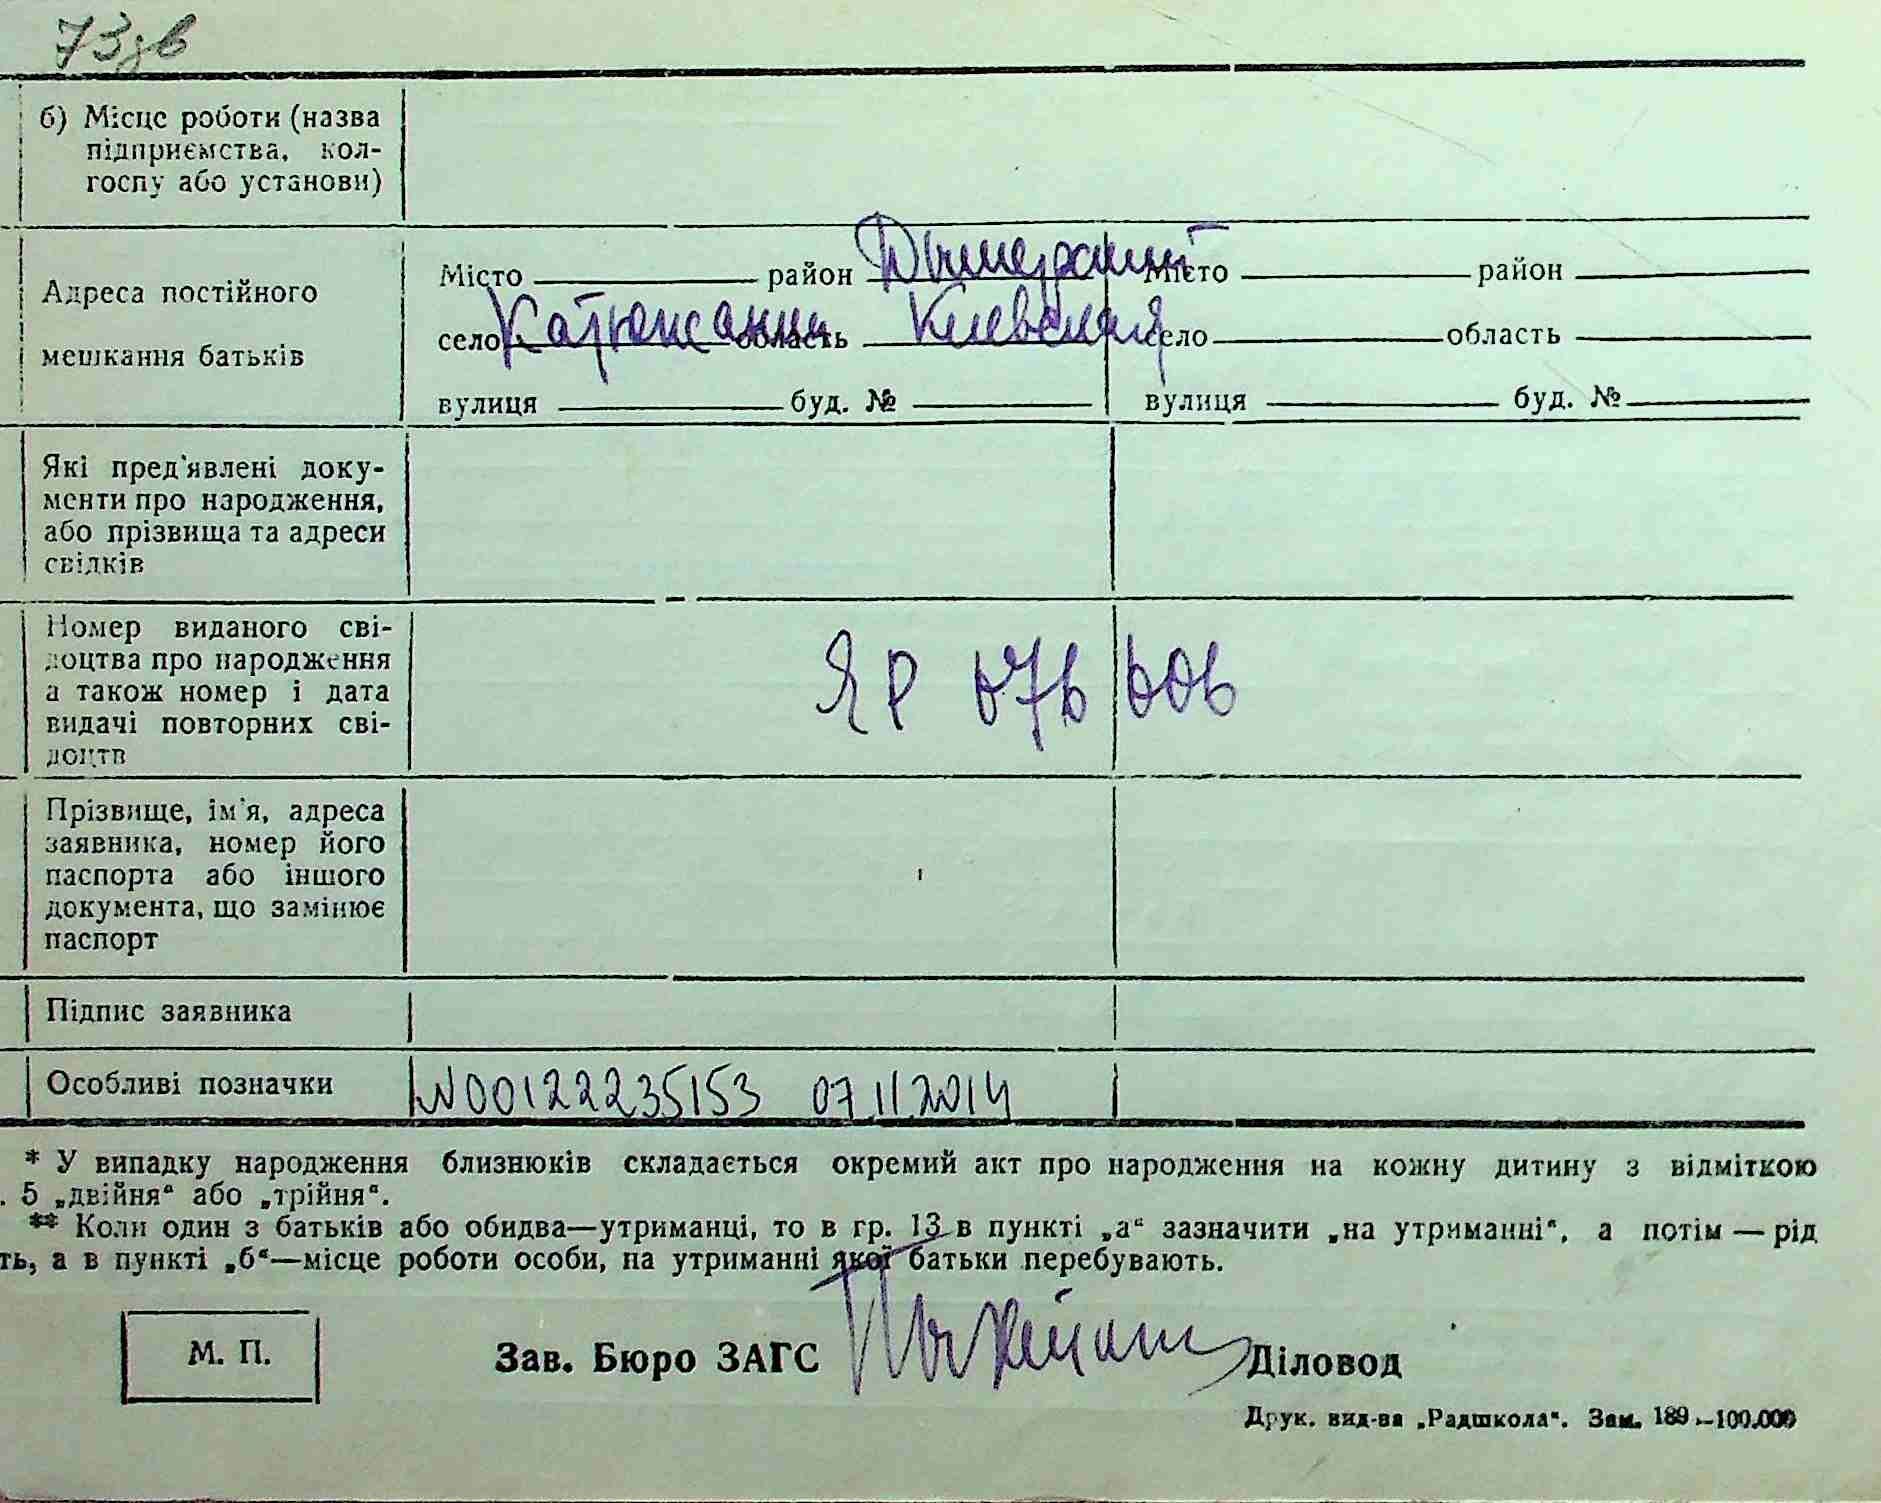 73зв
б) Місце роботи (назва
підприємства, кол-
госпу або установи)
Адреса постійного
мешкання батьків
Місто район Дымерский Місто район
село Катюжанка область Киевская село область
вулиця буд. № вулиця буд. №
Які пред'явлені доку-
менти про народження,
або прізвища та адреси
свідків
Номер виданого сві-
доцтва про народження
а також номер і дата
видачі повторних сві-
доцтв
ЯР 076606
Прізвище, ім'я, адреса
заявника, номер його
паспорта або іншого
документа, що замінює
паспорт
Підпис заявника
Особливі позначки
N00122235153 07.11.2014
* У випадку народження близнюків складається окремий акт про народження на кожну дитину з відміткою
. 5 „двійня“ або „трійня“.
** Коли один з батьків або обидва—утриманці, то в гр. 13 в пункті „а“ зазначити „на утриманні“, а потім — рід
ть, а в пункті „б“—місце роботи особи, на утриманні якої батьки перебувають.
М. П.
Зав. Бюро ЗАГС Діловод
Друк. вид-ва „Радшкола“. Зам. 189 –100.000